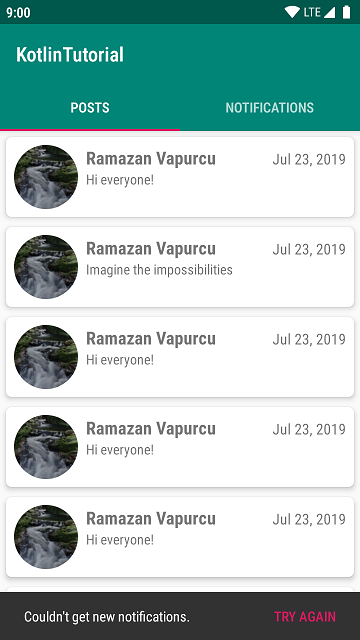 9:00 LTE
KotlinTutorial
POSTS NOTIFICATIONS
Ramazan Vapurcu Jul 23, 2019
Hi everyone!
Ramazan Vapurcu Jul 23, 2019
Imagine the impossibilities
Ramazan Vapurcu Jul 23, 2019
Hi everyone!
Ramazan Vapurcu Jul 23, 2019
Hi everyone!
Ramazan Vapurcu Jul 23, 2019
Hi everyone!
Couldn't get new notifications. TRY AGAIN